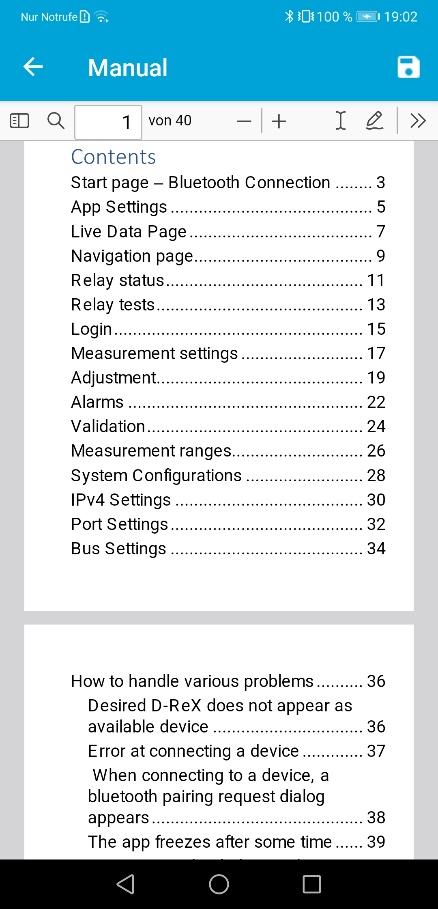 Nur Notrufe 100 % 19:02
Manual
1 von 40
Contents
Start page – Bluetooth Connection ........ 3
App Settings ............................................ 5
Live Data Page ........................................ 7
Navigation page....................................... 9
Relay status........................................... 11
Relay tests............................................. 13
Login...................................................... 15
Measurement settings .......................... 17
Adjustment............................................. 19
Alarms ................................................... 22
Validation............................................... 24
Measurement ranges............................ 26
System Configurations ......................... 28
IPv4 Settings ......................................... 30
Port Settings.......................................... 32
Bus Settings .......................................... 34
How to handle various problems.......... 36
Desired D-ReX does not appear as
available device ................................. 36
Error at connecting a device ............. 37
When connecting to a device, a
bluetooth pairing request dialog
appears.............................................. 38
The app freezes after some time ...... 39